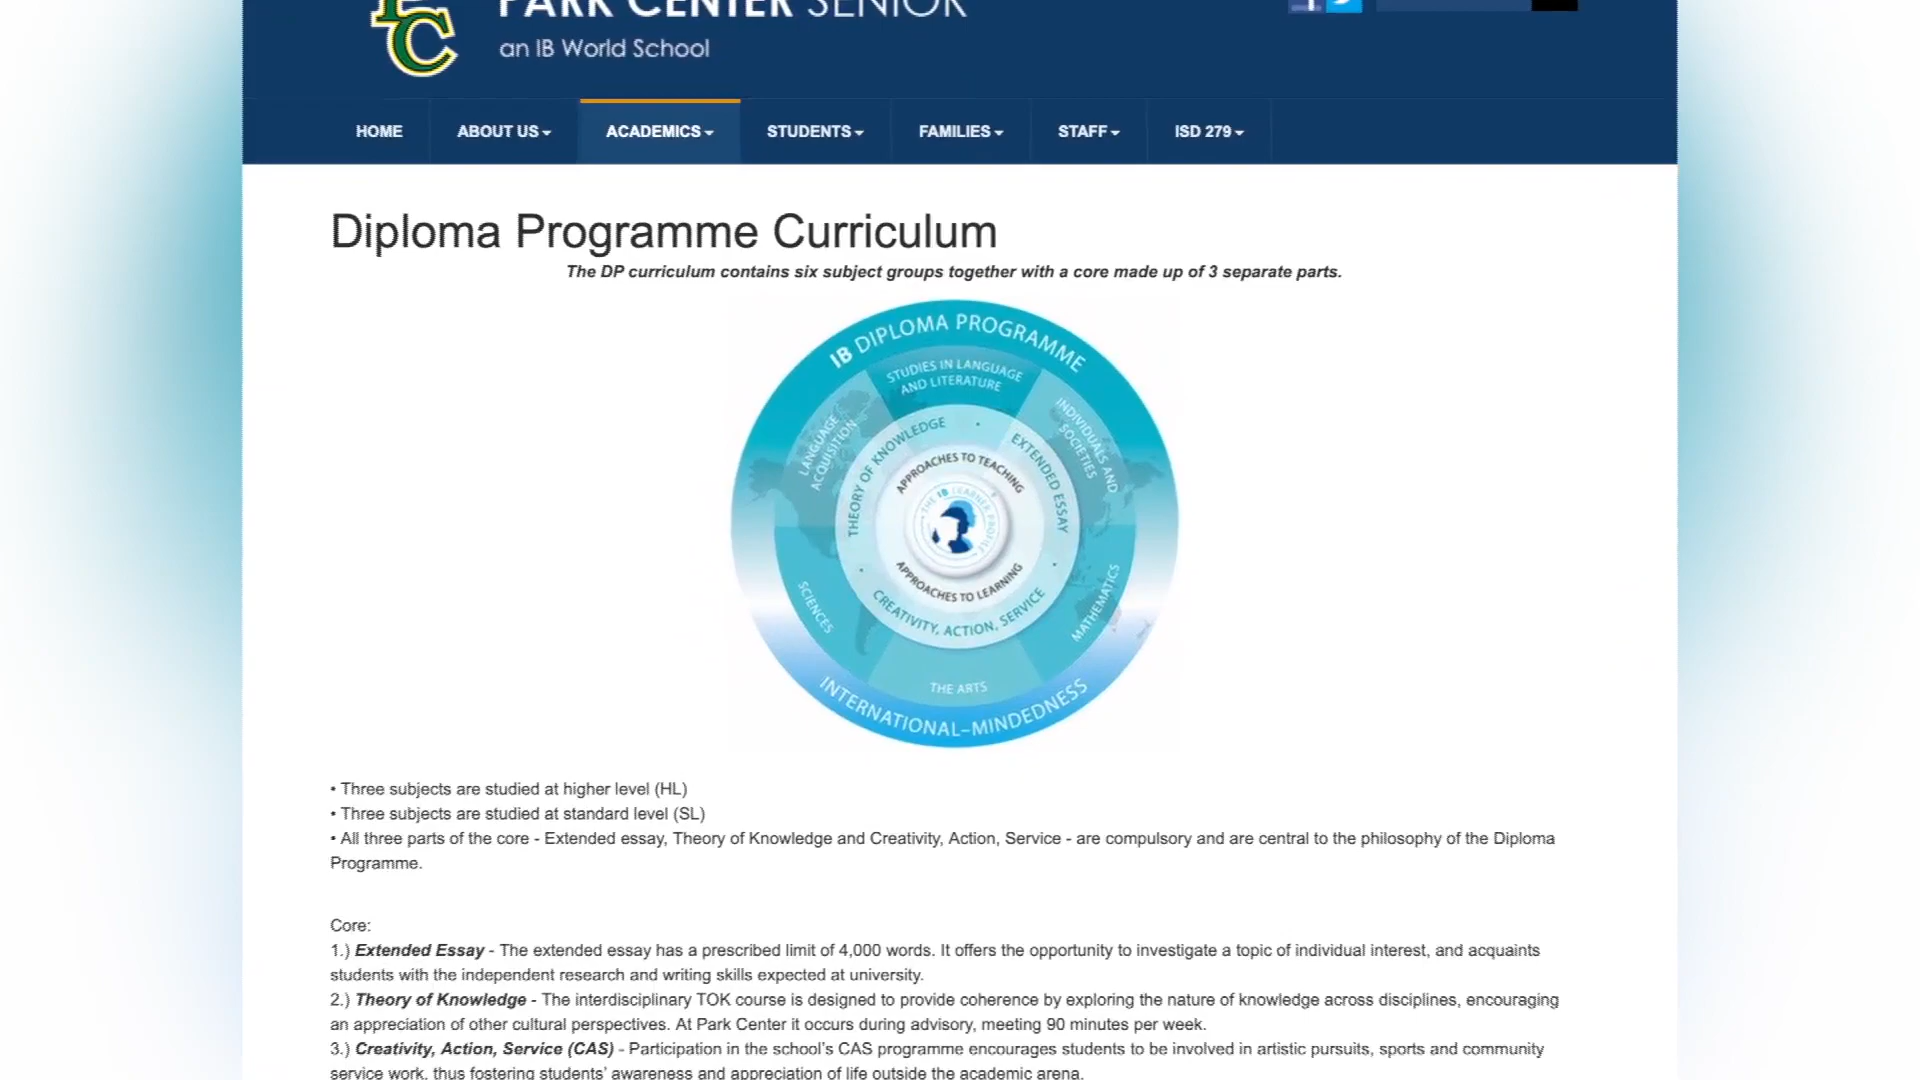 PARK CENTER SENIOR
an IB World School
HOME ABOUT US ACADEMICS STUDENTS FAMILIES STAFF ISD 279
Diploma Programme Curriculum
The DP curriculum contains six subject groups together with a core made up of 3 separate parts.
IB DIPLOMA PROGRAMME
STUDIES IN LANGUAGE
AND LITERATURE
LANGUAGE
ACQUISITION
INDIVIDUALS AND
SOCIETIES
THEORY OF KNOWLEDGE
EXTENDED ESSAY
APPROACHES TO TEACHING
THE IB LEARNER PROFILE
APPROACHES TO LEARNING
CREATIVITY, ACTION, SERVICE
SCIENCES
MATHEMATICS
THE ARTS
INTERNATIONAL–MINDEDNESS
• Three subjects are studied at higher level (HL)
• Three subjects are studied at standard level (SL)
• All three parts of the core - Extended essay, Theory of Knowledge and Creativity, Action, Service - are compulsory and are central to the philosophy of the Diploma
Programme.
Core:
1.) Extended Essay - The extended essay has a prescribed limit of 4,000 words. It offers the opportunity to investigate a topic of individual interest, and acquaints
students with the independent research and writing skills expected at university.
2.) Theory of Knowledge - The interdisciplinary TOK course is designed to provide coherence by exploring the nature of knowledge across disciplines, encouraging
an appreciation of other cultural perspectives. At Park Center it occurs during advisory, meeting 90 minutes per week.
3.) Creativity, Action, Service (CAS) - Participation in the school's CAS programme encourages students to be involved in artistic pursuits, sports and community
service work, thus fostering students' awareness and appreciation of life outside the academic arena.